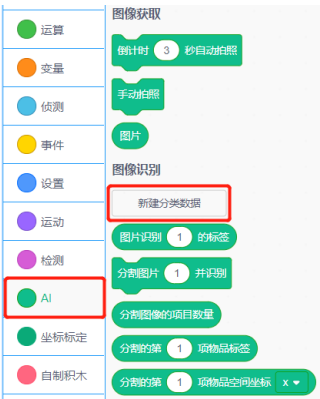 运算
变量
侦测
事件
设置
运动
检测
AI
坐标标定
自制积木
图像获取
倒计时 3 秒自动拍照
手动拍照
图片
图像识别
新建分类数据
图片识别 1 的标签
分割图片 1 并识别
分割图像的项目数量
分割的第 1 项物品标签
分割的第 1 项物品空间坐标 x